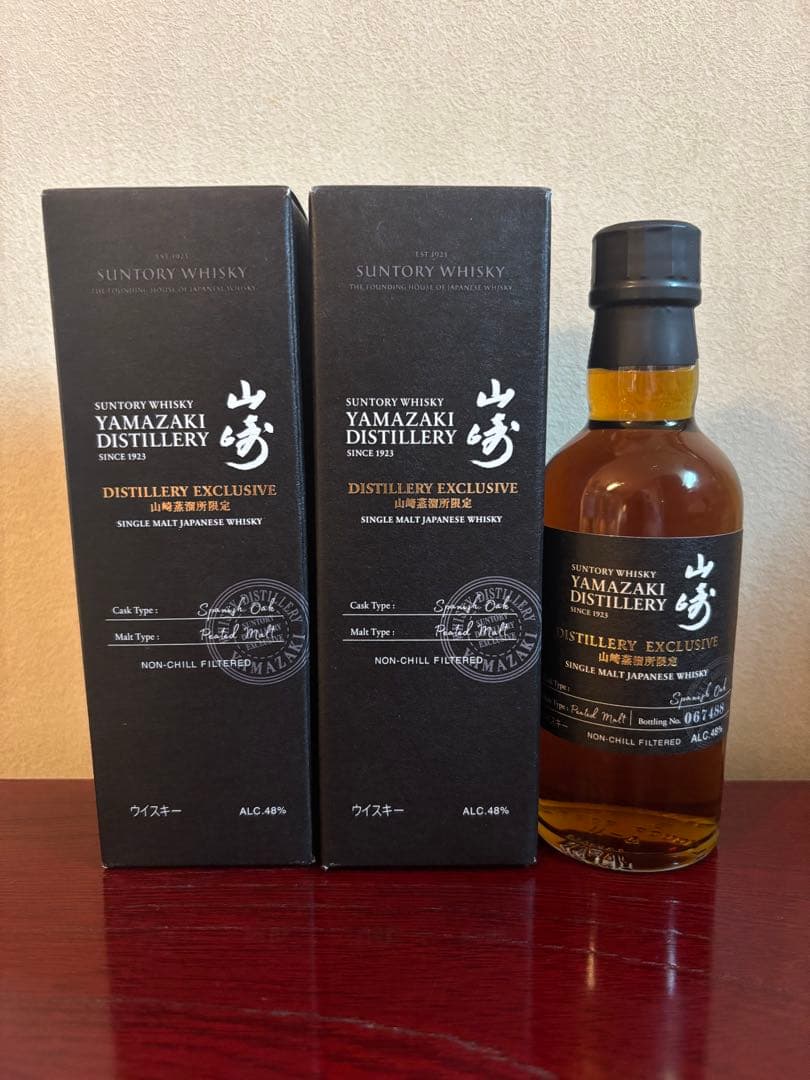 EST 1923
SUNTORY WHISKY
THE FOUNDING HOUSE OF JAPANESE WHISKY
SUNTORY WHISKY
YAMAZAKI
DISTILLERY
SINCE 1923
山崎
DISTILLERY EXCLUSIVE
山崎蒸溜所限定
SINGLE MALT JAPANESE WHISKY
Cask Type : Spanish Oak
Malt Type : Peated Malt
NON-CHILL FILTERED
ウイスキー ALC.48%
EST 1923
SUNTORY WHISKY
THE FOUNDING HOUSE OF JAPANESE WHISKY
SUNTORY WHISKY
YAMAZAKI
DISTILLERY
SINCE 1923
山崎
DISTILLERY EXCLUSIVE
山崎蒸溜所限定
SINGLE MALT JAPANESE WHISKY
Cask Type : Spanish Oak
Malt Type : Peated Malt
NON-CHILL FILTERED
ウイスキー ALC.48%
SUNTORY WHISKY
YAMAZAKI
DISTILLERY
SINCE 1923
山崎
DISTILLERY EXCLUSIVE
山崎蒸溜所限定
SINGLE MALT JAPANESE WHISKY
Type : Spanish Oak
Type : Peated Malt | Bottling No. 067488
スキー NON-CHILL FILTERED ALC.48%